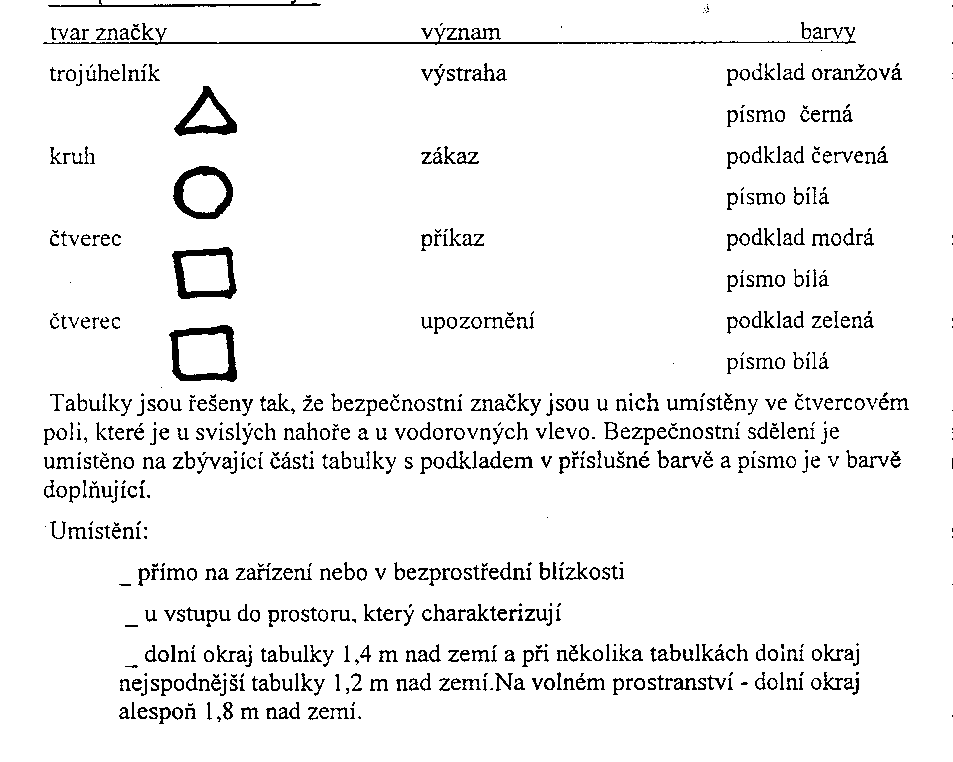 tvar značky význam barvy
trojúhelník výstraha podklad oranžová
písmo černá
kruh zákaz podklad červená
písmo bílá
čtverec příkaz podklad modrá
písmo bílá
čtverec upozornění podklad zelená
písmo bílá
Tabulky jsou řešeny tak, že bezpečnostní značky jsou u nich umístěny ve čtvercovém
poli, které je u svislých nahoře a u vodorovných vlevo. Bezpečnostní sdělení je
umístěno na zbývající části tabulky s podkladem v příslušné barvě a písmo je v barvě
doplňující.
Umístění:
_ přímo na zařízení nebo v bezprostřední blízkosti
_ u vstupu do prostoru, který charakterizují
_ dolní okraj tabulky 1,4 m nad zemí a při několika tabulkách dolní okraj
nejspodnější tabulky 1,2 m nad zemí.Na volném prostranství - dolní okraj
alespoň 1,8 m nad zemí.